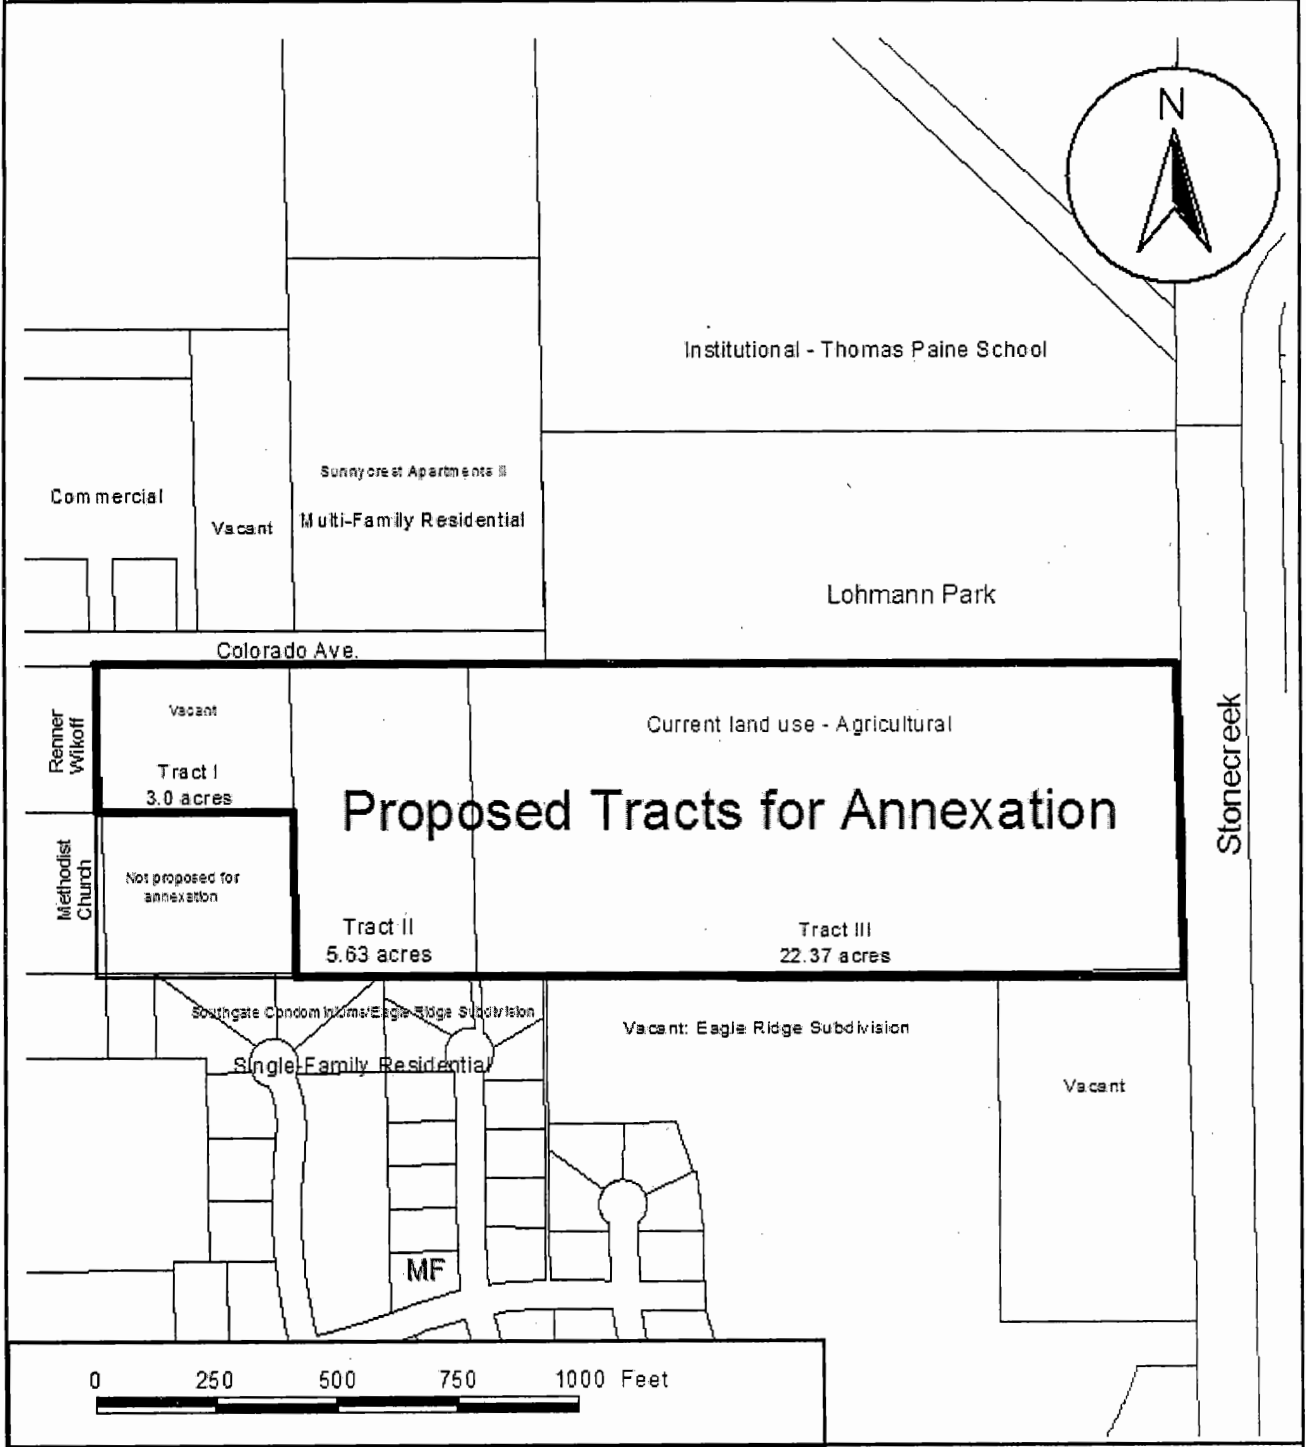 N
Institutional - Thomas Paine School
Sunnycrest Apartments II
Commercial
Vacant
Multi-Family Residential
Lohmann Park
Colorado Ave.
Renner
Wikoff
Vacant
Tract I
3.0 acres
Current land use - Agricultural
Proposed Tracts for Annexation
Stonecreek
Methodist
Church
Not proposed for
annexation
Tract II
5.63 acres
Tract III
22.37 acres
Southgate Condominiums/Eagle Ridge Subdivision
Single-Family Residential
Vacant: Eagle Ridge Subdivision
Vacant
MF
0 250 500 750 1000 Feet